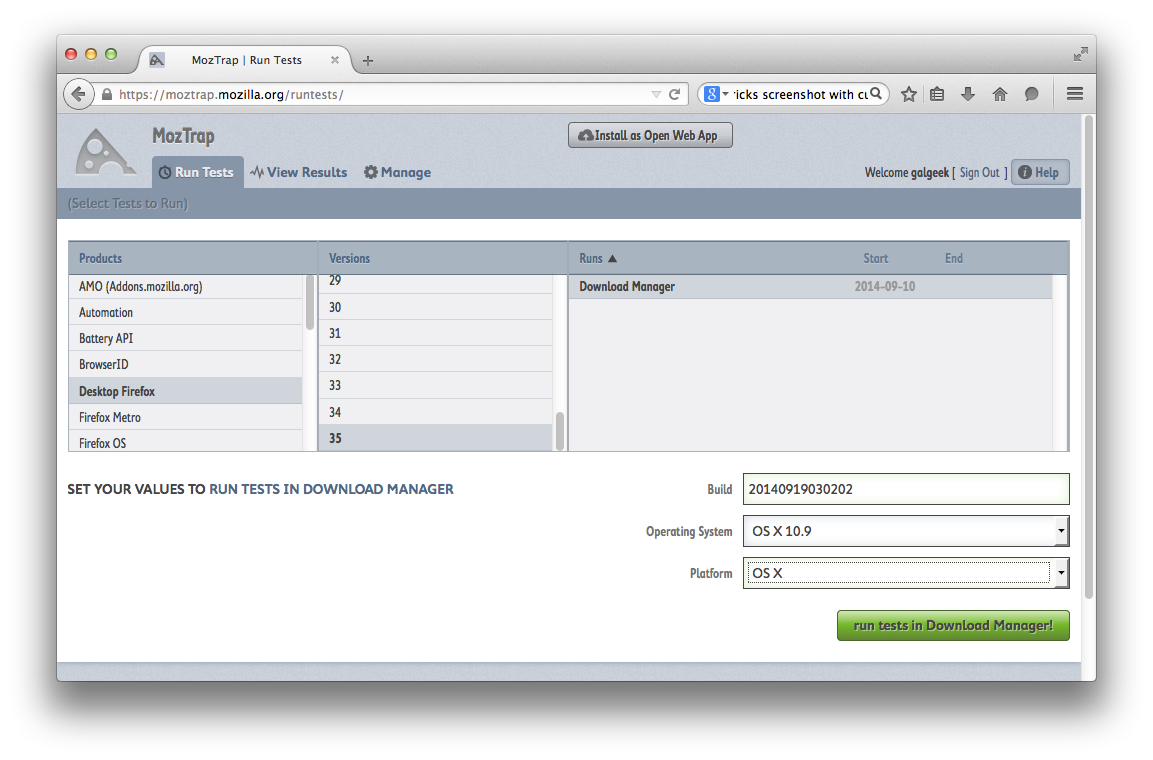 MozTrap | Run Tests
https://moztrap.mozilla.org/runtests/
ricks screenshot with cu
MozTrap
Install as Open Web App
Run Tests View Results Manage
Welcome galgeek [ Sign Out ] Help
(Select Tests to Run)
Products Versions Runs Start End
AMO (Addons.mozilla.org)
Automation
Battery API
BrowserID
Desktop Firefox
Firefox Metro
Firefox OS
29
30
31
32
33
34
35
Download Manager 2014-09-10
SET YOUR VALUES TO RUN TESTS IN DOWNLOAD MANAGER
Build 20140919030202
Operating System OS X 10.9
Platform OS X
run tests in Download Manager!